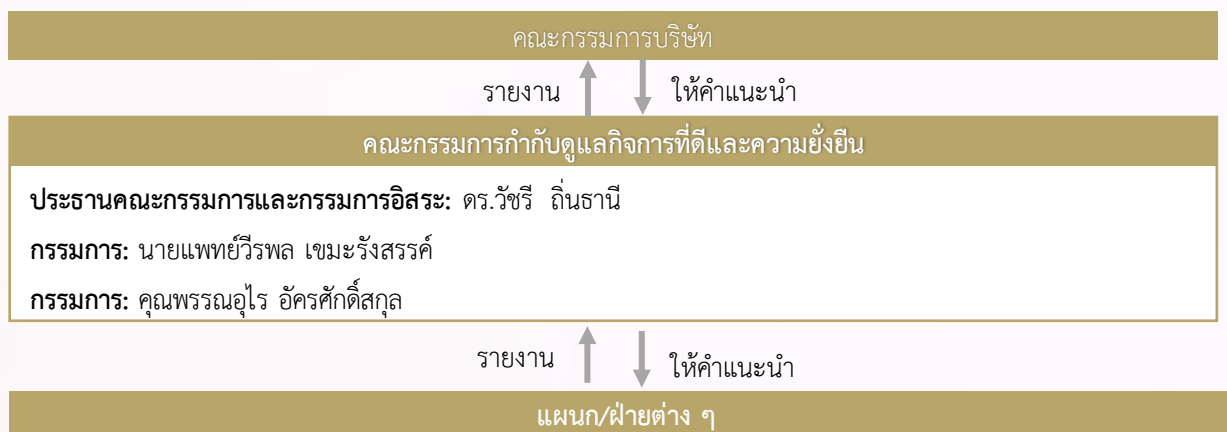 คณะกรรมการบริษัท
รายงาน ให้คำแนะนำ
คณะกรรมการกำกับดูแลกิจการที่ดีและความยั่งยืน
ประธานคณะกรรมการและกรรมการอิสระ: ดร.วัชรี ถิ่นธานี
กรรมการ: นายแพทย์วีรพล เขมะรังสรรค์
กรรมการ: คุณพรรณอุไร อัครศักดิ์สกุล
รายงาน ให้คำแนะนำ
แผนก/ฝ่ายต่าง ๆ